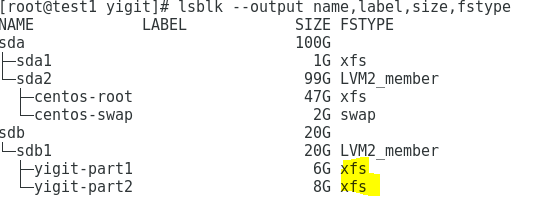 [root@test1 yigit]# lsblk --output name,label,size,fstype
NAME LABEL SIZE FSTYPE
sda 100G
├─sda1 1G xfs
└─sda2 99G LVM2_member
├─centos-root 47G xfs
└─centos-swap 2G swap
sdb 20G
└─sdb1 20G LVM2_member
├─yigit-part1 6G xfs
└─yigit-part2 8G xfs